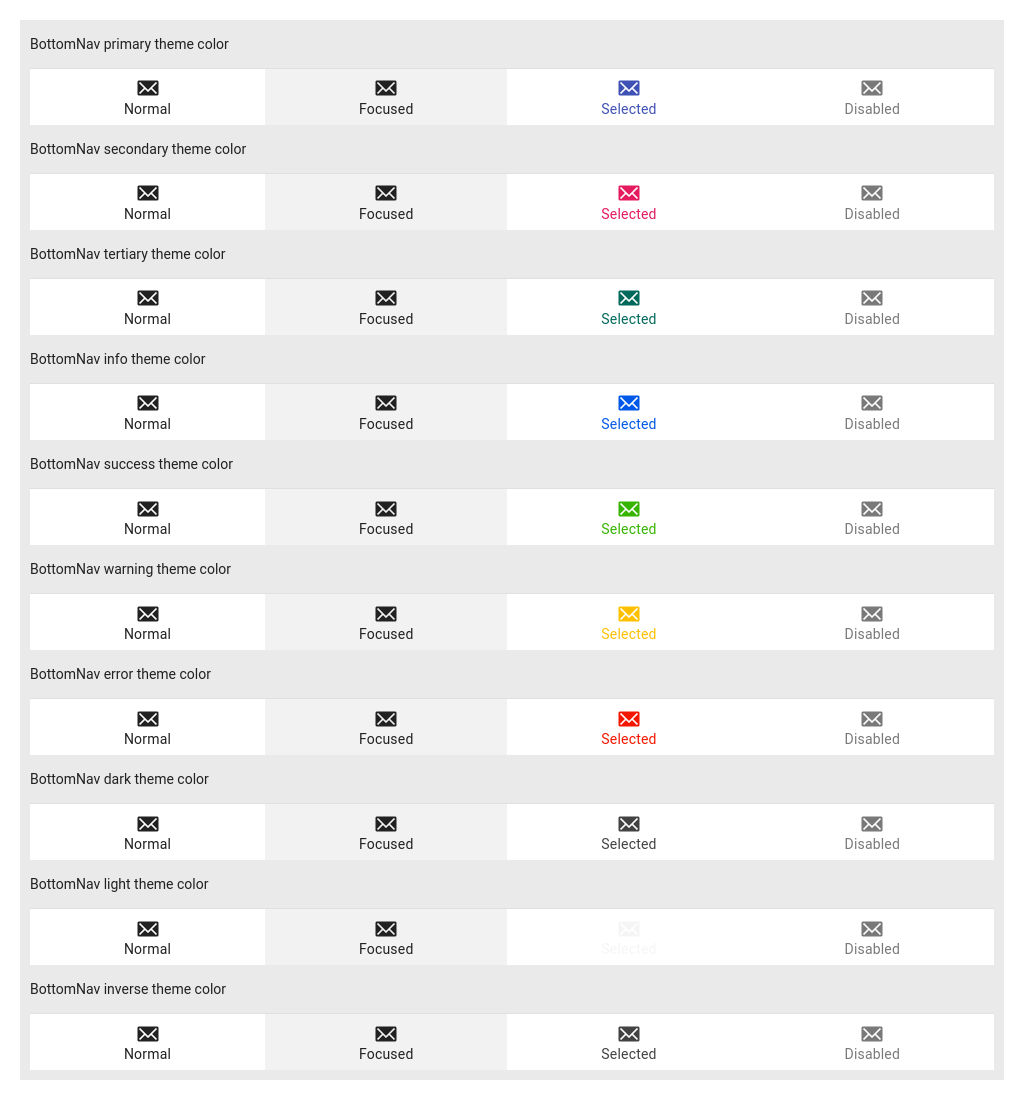 BottomNav primary theme color
Normal Focused Selected Disabled
BottomNav secondary theme color
Normal Focused Selected Disabled
BottomNav tertiary theme color
Normal Focused Selected Disabled
BottomNav info theme color
Normal Focused Selected Disabled
BottomNav success theme color
Normal Focused Selected Disabled
BottomNav warning theme color
Normal Focused Selected Disabled
BottomNav error theme color
Normal Focused Selected Disabled
BottomNav dark theme color
Normal Focused Selected Disabled
BottomNav light theme color
Normal Focused Selected Disabled
BottomNav inverse theme color
Normal Focused Selected Disabled